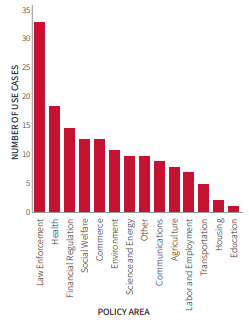 35
30
25
20
15
10
5
0
NUMBER OF USE CASES
Law Enforcement
Health
Financial Regulation
Social Welfare
Commerce
Environment
Science and Energy
Other
Communications
Agriculture
Labor and Employment
Transportation
Housing
Education
POLICY AREA